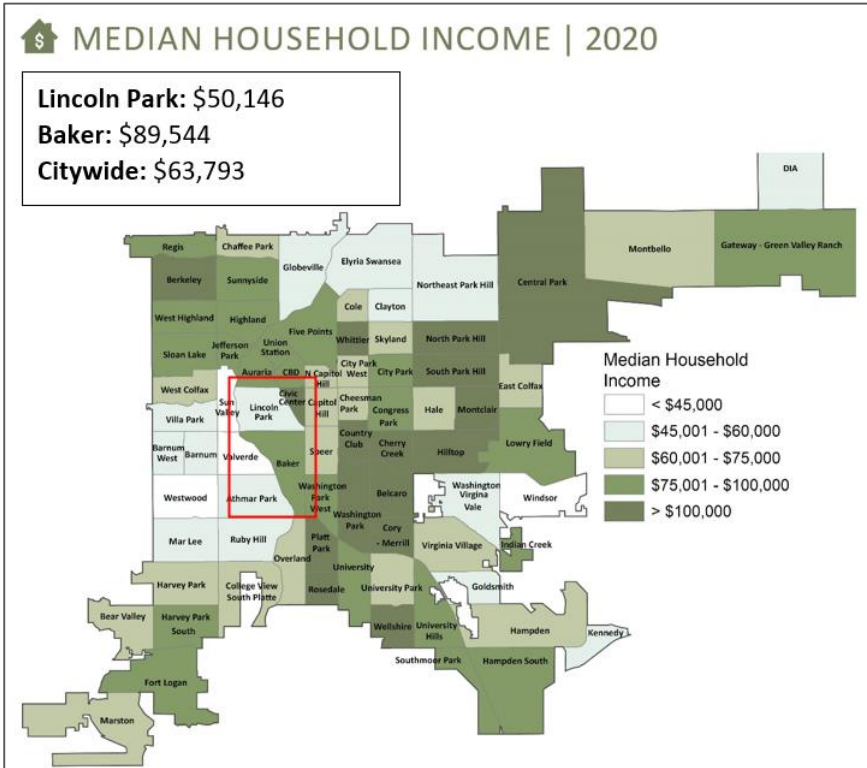 $ MEDIAN HOUSEHOLD INCOME | 2020
Lincoln Park: $50,146
Baker: $89,544
Citywide: $63,793
DIA
Regis
Chaffee Park
Globeville
Elyria Swansea
Montbello
Gateway - Green Valley Ranch
Berkeley
Sunnyside
Northeast Park Hill
Central Park
West Highland
Highland
Cole
Clayton
Five Points
Sloan Lake
Jefferson
Park
Union
Station
Whittier
Skyland
North Park Hill
Auraria
CBD
N Capitol
Hill
City Park
West
City Park
South Park Hill
West Colfax
East Colfax
Sun
Valley
Lincoln
Park
Civic
Center
Capitol
Hill
Cheesman
Park
Congress
Park
Hale
Montclair
Villa Park
Barnum
West
Barnum
Valverde
Baker
Speer
Country
Club
Cherry
Creek
Hilltop
Lowry Field
Westwood
Athmar Park
Washington
Park
West
Washington
Park
Belcaro
Washington
Virgina
Vale
Windsor
Mar Lee
Ruby Hill
Platt
Park
Cory
- Merrill
Virginia Village
Indian Creek
Overland
University
Harvey Park
College View
South Platte
Rosedale
University Park
Goldsmith
Bear Valley
Harvey Park
South
Wellshire
University
Hills
Hampden
Kennedy
Southmoor Park
Hampden South
Fort Logan
Marston
Median Household
Income
< $45,000
$45,001 - $60,000
$60,001 - $75,000
$75,001 - $100,000
> $100,000